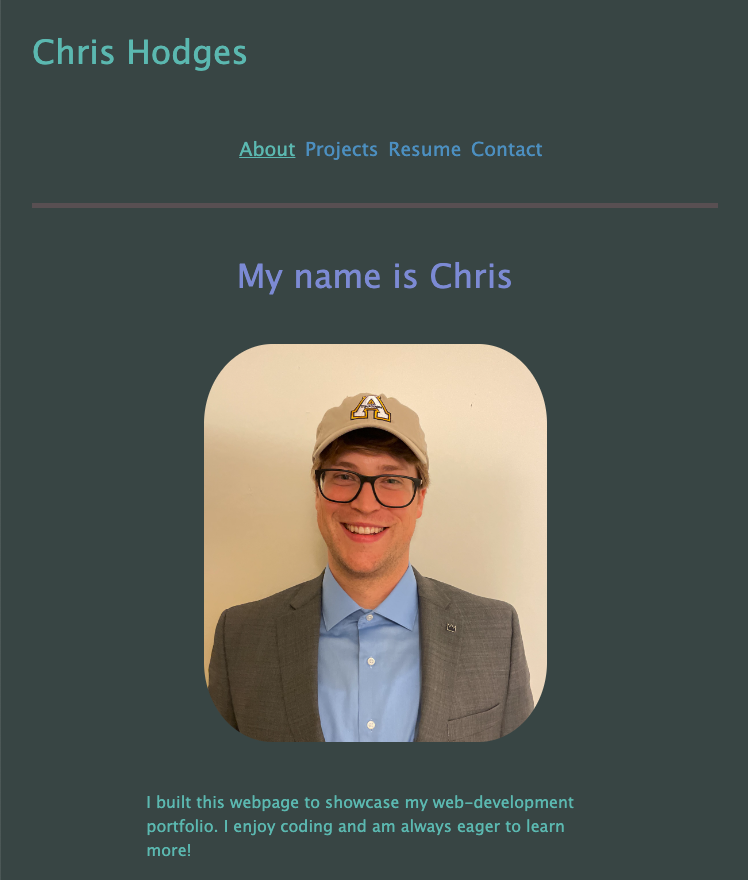 Chris Hodges
About Projects Resume Contact
My name is Chris
A
I built this webpage to showcase my web-development
portfolio. I enjoy coding and am always eager to learn
more!